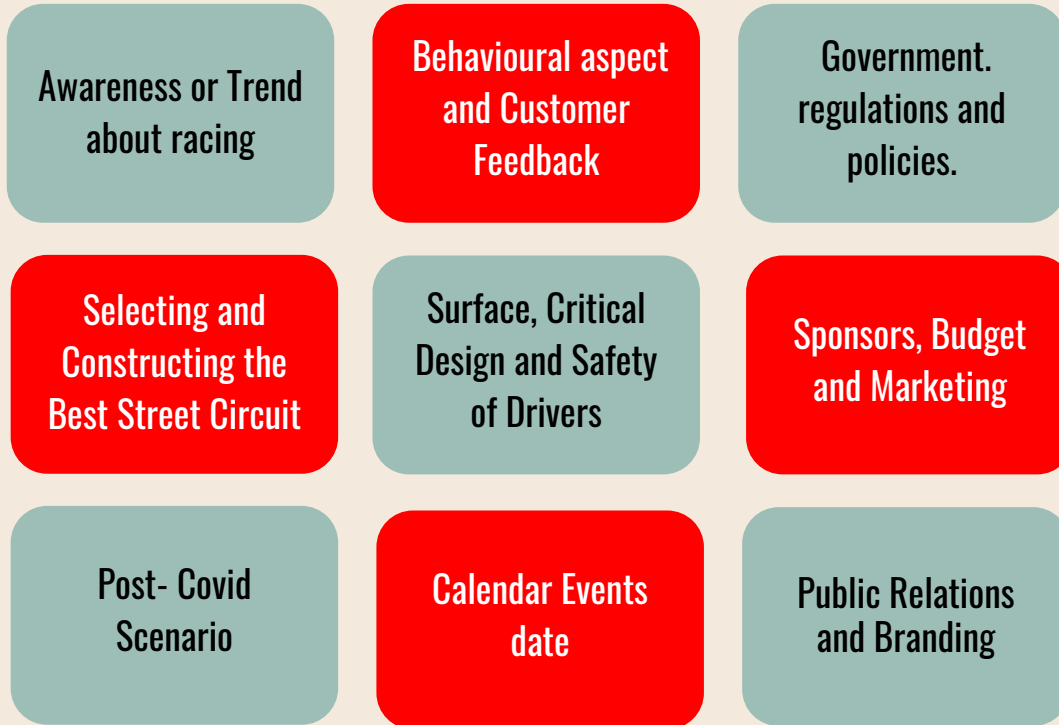 Awareness or Trend
about racing
Behavioural aspect
and Customer
Feedback
Government.
regulations and
policies.
Selecting and
Constructing the
Best Street Circuit
Surface, Critical
Design and Safety
of Drivers
Sponsors, Budget
and Marketing
Post- Covid
Scenario
Calendar Events
date
Public Relations
and Branding